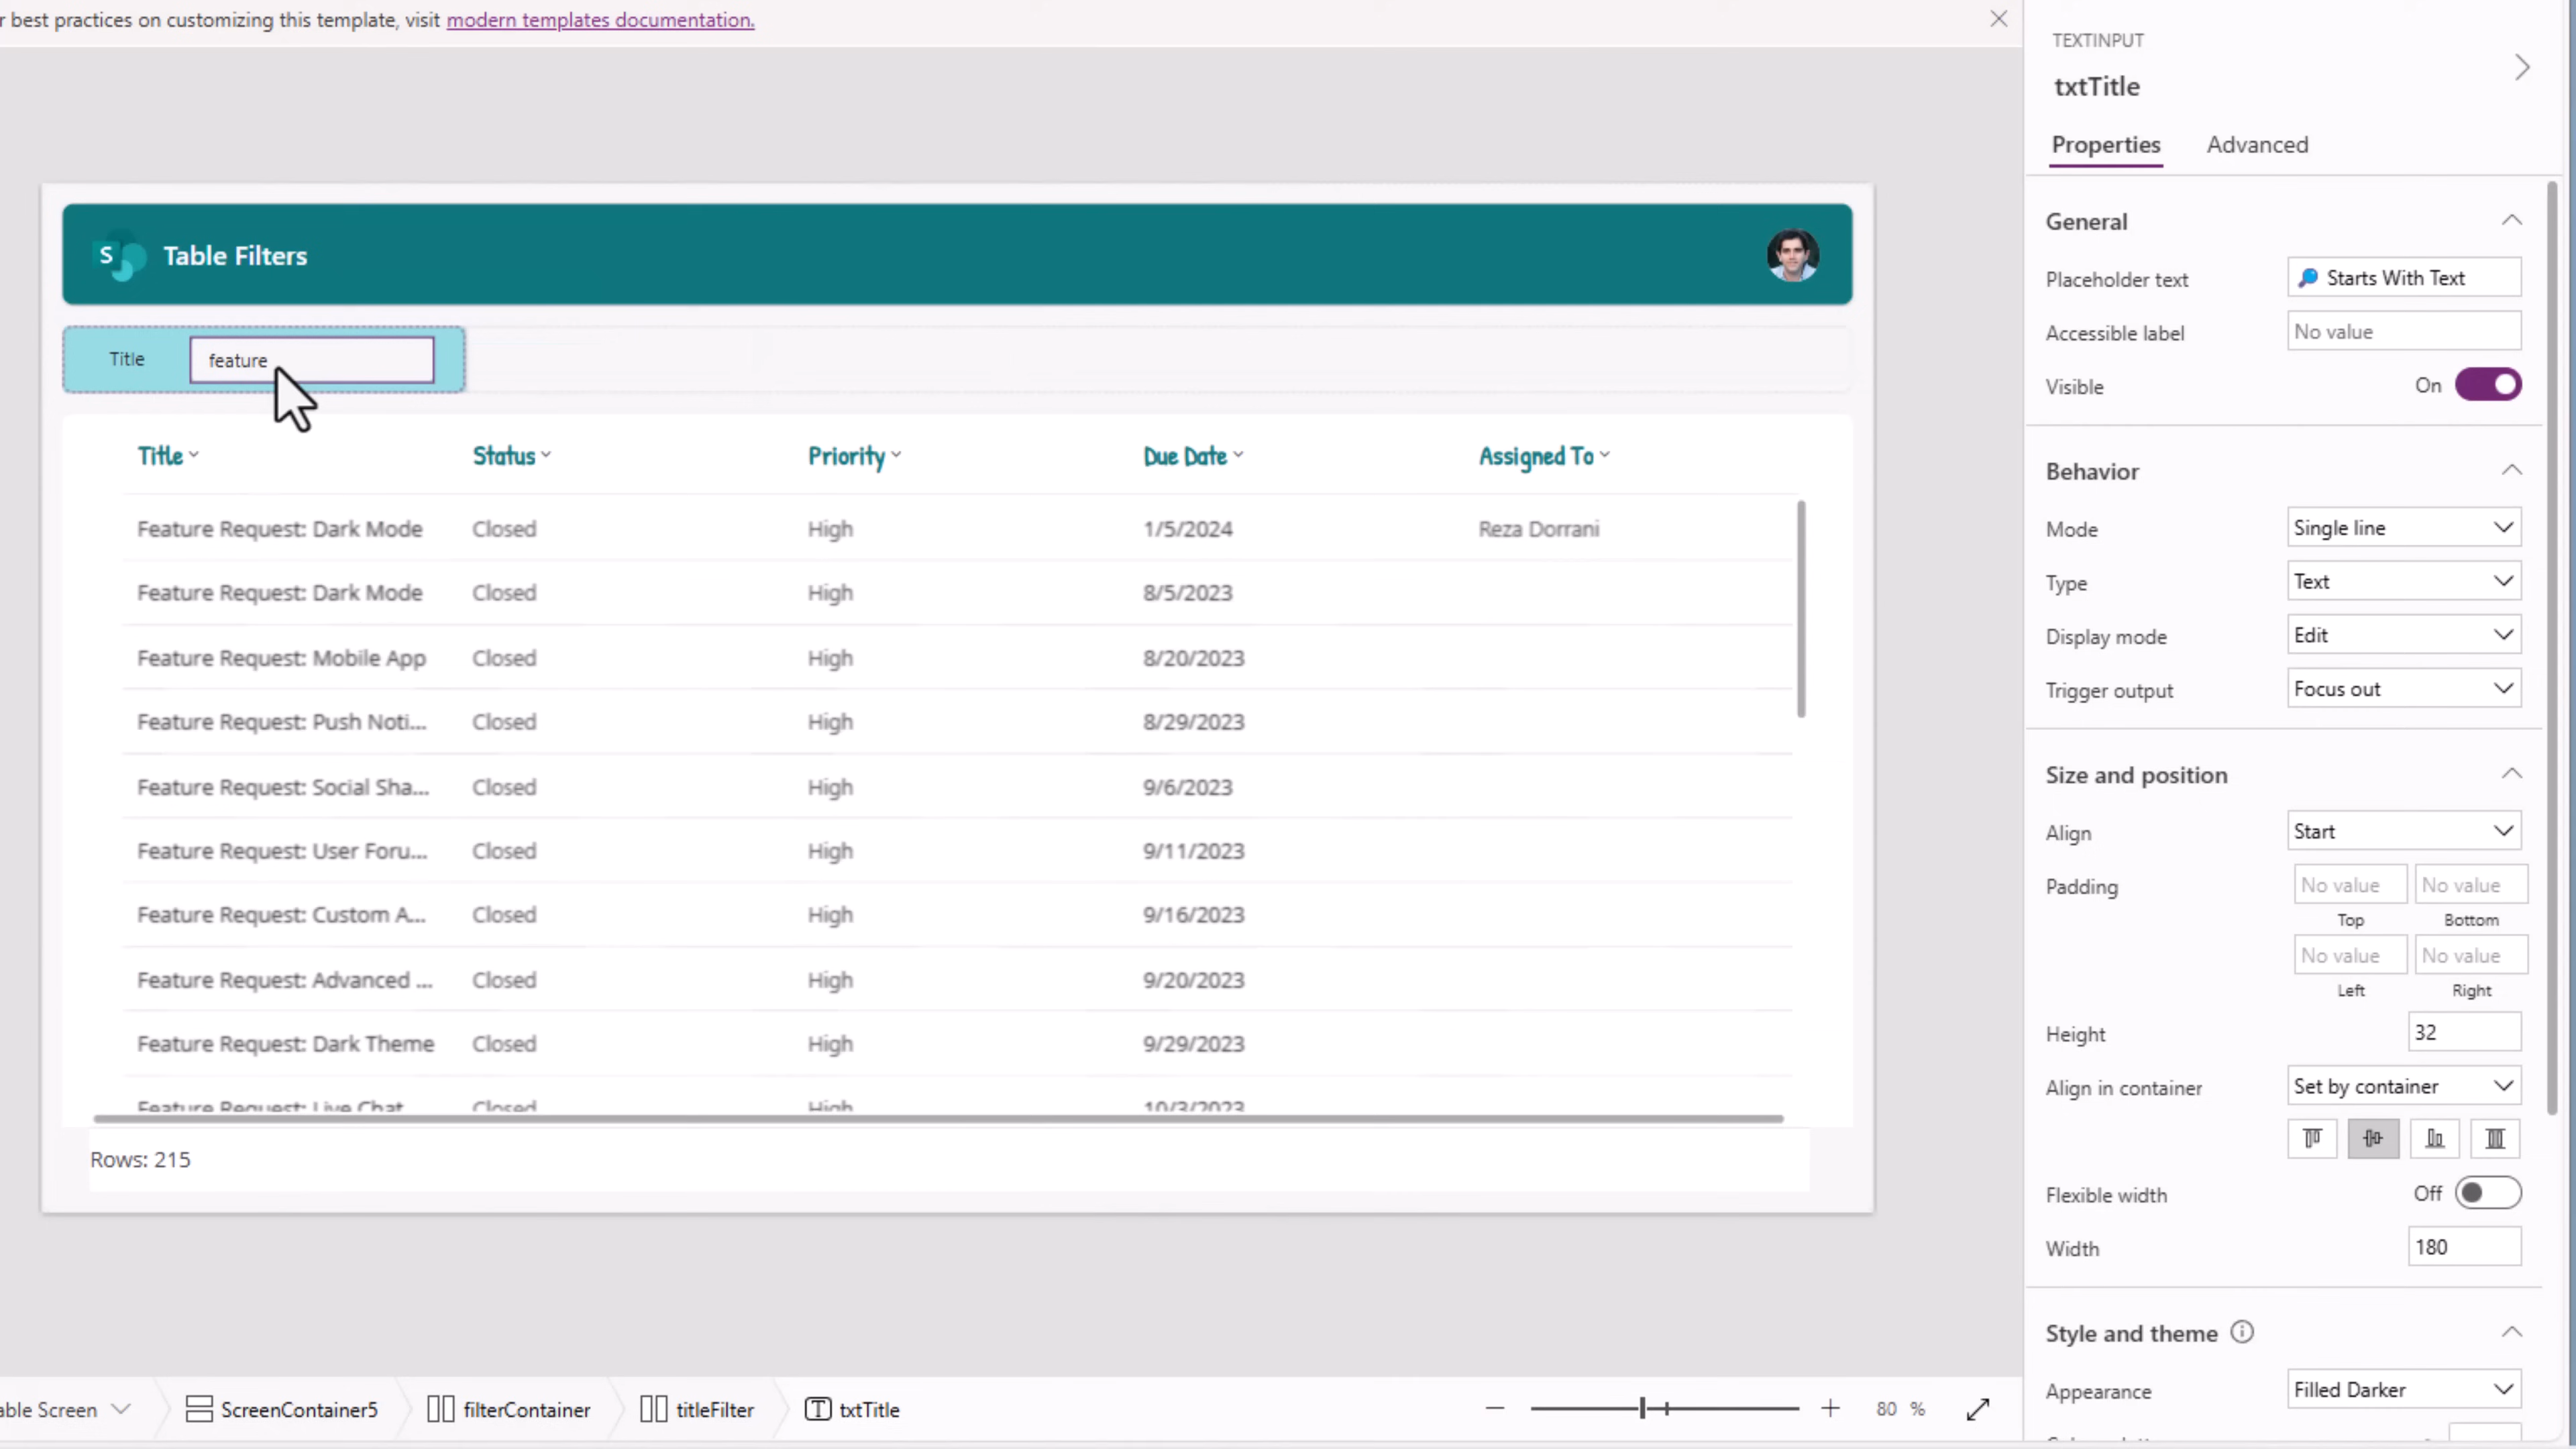 r best practices on customizing this template, visit modern templates documentation.
TEXTINPUT
txtTitle
Properties Advanced
General
Placeholder text Starts With Text
Accessible label No value
Visible On
Behavior
Mode Single line
Type Text
Display mode Edit
Trigger output Focus out
Size and position
Align Start
Padding No value No value
Top Bottom
No value No value
Left Right
Height 32
Align in container Set by container
Flexible width Off
Width 180
Style and theme
Appearance Filled Darker
S Table Filters
Title feature
Title Status Priority Due Date Assigned To
Feature Request: Dark Mode Closed High 1/5/2024 Reza Dorrani
Feature Request: Dark Mode Closed High 8/5/2023
Feature Request: Mobile App Closed High 8/20/2023
Feature Request: Push Noti... Closed High 8/29/2023
Feature Request: Social Sha... Closed High 9/6/2023
Feature Request: User Foru... Closed High 9/11/2023
Feature Request: Custom A... Closed High 9/16/2023
Feature Request: Advanced ... Closed High 9/20/2023
Feature Request: Dark Theme Closed High 9/29/2023
Feature Request: Live Chat Closed High 10/3/2023
Rows: 215
able Screen ScreenContainer5 filterContainer titleFilter txtTitle
80 %